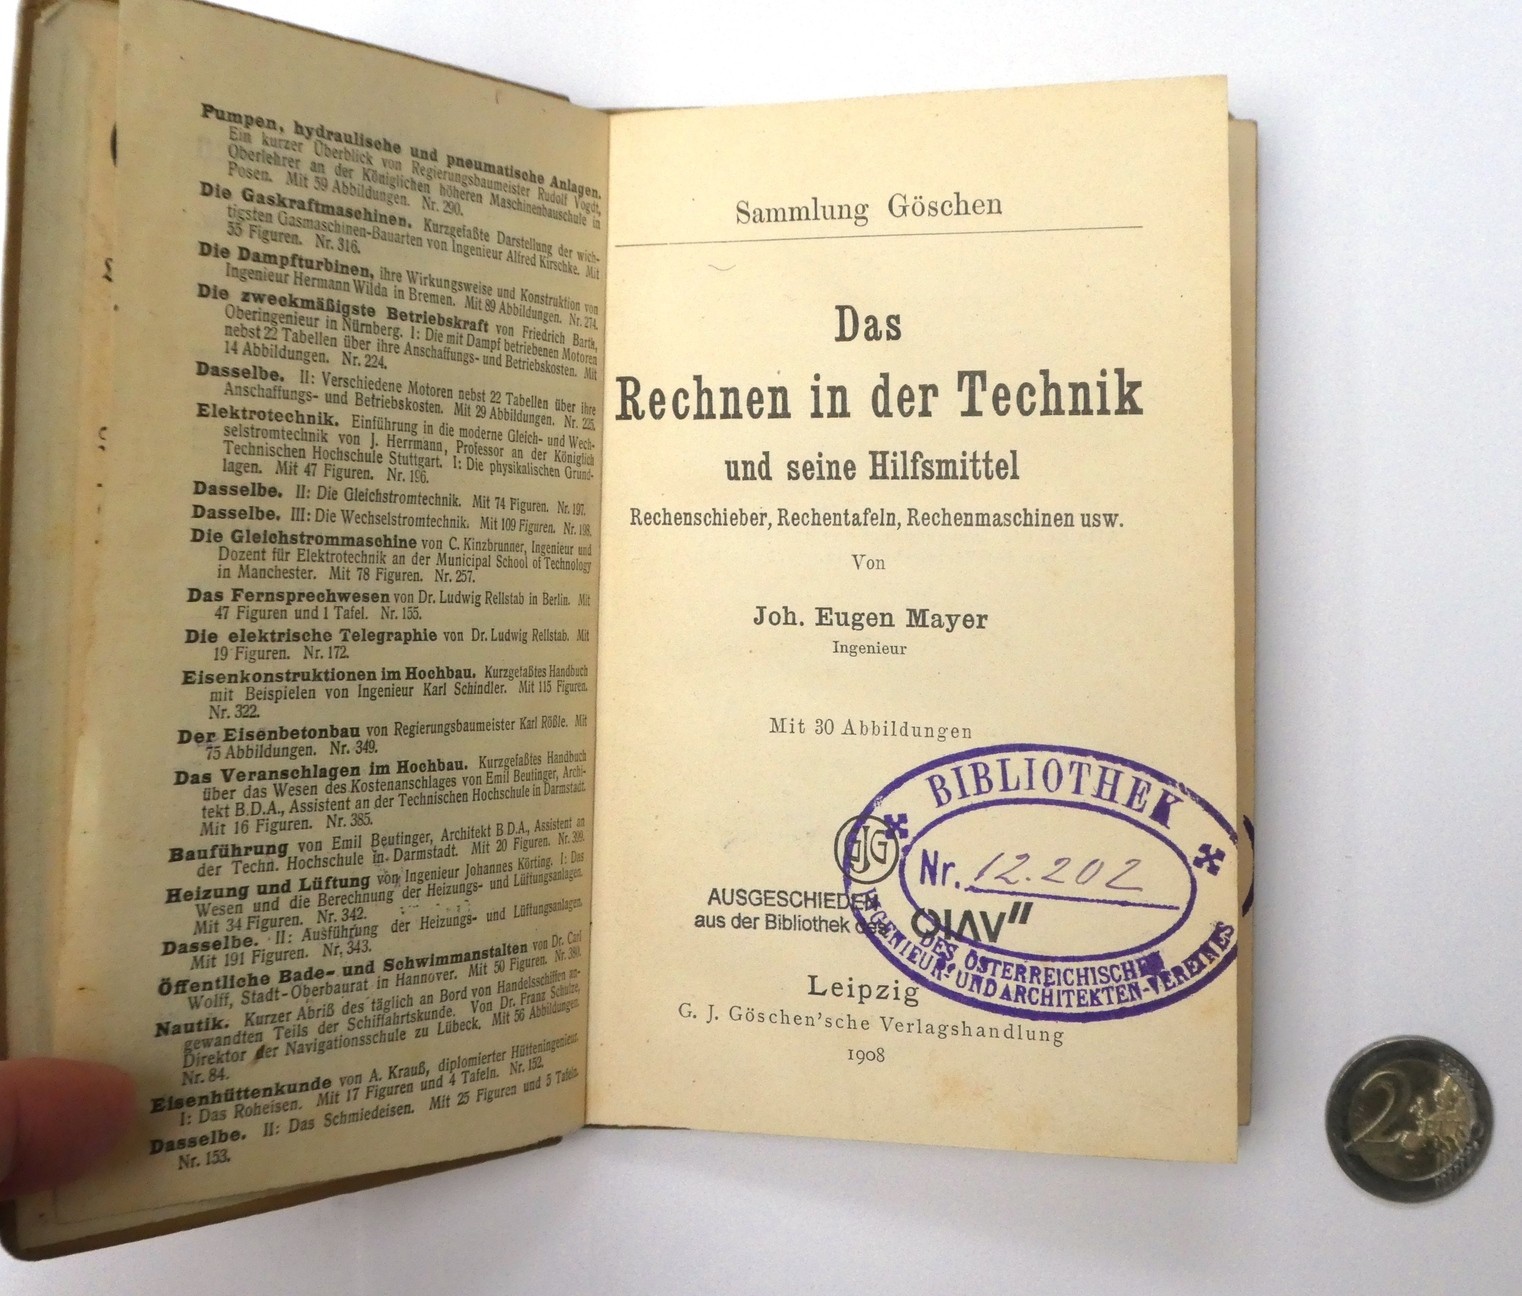 Pumpen, hydraulische und pneumatische Anlagen.
Ein kurzer Überblick von Regierungsbaumeister Rudolf Vogdt,
Oberlehrer an der Königlichen höheren Maschinenbauschule in
Posen. Mit 59 Abbildungen. Nr. 290.
Die Gaskraftmaschinen. Kurzgefaßte Darstellung der wich-
tigsten Gasmaschinen-Bauarten von Ingenieur Alfred Kirschke. Mit
55 Figuren. Nr. 316.
Die Dampfturbinen, ihre Wirkungsweise und Konstruktion von
Ingenieur Hermann Wilda in Bremen. Mit 89 Abbildungen. Nr. 274.
Die zweckmäßigste Betriebskraft von Friedrich Barth,
Oberingenieur in Nürnberg. I: Die mit Dampf betriebenen Motoren
nebst 22 Tabellen über ihre Anschaffungs- und Betriebskosten. Mit
14 Abbildungen. Nr. 224.
Dasselbe. II: Verschiedene Motoren nebst 22 Tabellen über ihre
Anschaffungs- und Betriebskosten. Mit 29 Abbildungen. Nr. 225.
Elektrotechnik. Einführung in die moderne Gleich- und Wech-
selstromtechnik von J. Herrmann, Professor an der Königlich
Technischen Hochschule Stuttgart. I: Die physikalischen Grund-
lagen. Mit 47 Figuren. Nr. 196.
Dasselbe. II: Die Gleichstromtechnik. Mit 74 Figuren. Nr. 197.
Dasselbe. III: Die Wechselstromtechnik. Mit 109 Figuren. Nr. 198.
Die Gleichstrommaschine von C. Kinzbrunner, Ingenieur und
Dozent für Elektrotechnik an der Municipal School of Technology
in Manchester. Mit 78 Figuren. Nr. 257.
Das Fernsprechwesen von Dr. Ludwig Rellstab in Berlin. Mit
47 Figuren und 1 Tafel. Nr. 155.
Die elektrische Telegraphie von Dr. Ludwig Rellstab. Mit
19 Figuren. Nr. 172.
Eisenkonstruktionen im Hochbau. Kurzgefaßtes Handbuch
mit Beispielen von Ingenieur Karl Schindler. Mit 115 Figuren.
Nr. 322.
Der Eisenbetonbau von Regierungsbaumeister Karl Rößle. Mit
75 Abbildungen. Nr. 349.
Das Veranschlagen im Hochbau. Kurzgefaßtes Handbuch
über das Wesen des Kostenanschlages von Emil Beutinger, Archi-
tekt B.D.A., Assistent an der Technischen Hochschule in Darmstadt.
Mit 16 Figuren. Nr. 385.
Bauführung von Emil Beutinger, Architekt B.D.A., Assistent an
der Techn. Hochschule in Darmstadt. Mit 20 Figuren. Nr. 399.
Heizung und Lüftung von Ingenieur Johannes Körting. I: Das
Wesen und die Berechnung der Heizungs- und Lüftungsanlagen.
Mit 34 Figuren. Nr. 342.
Dasselbe. II: Ausführung der Heizungs- und Lüftungsanlagen.
Mit 191 Figuren. Nr. 343.
Öffentliche Bade- und Schwimmanstalten von Dr. Carl
Wolff, Stadt-Oberbaurat in Hannover. Mit 50 Figuren. Nr. 380.
Nautik. Kurzer Abriß des täglich an Bord von Handelsschiffen an-
gewandten Teils der Schiffahrtskunde. Von Dr. Franz Schulze,
Direktor der Navigationsschule zu Lübeck. Mit 56 Abbildungen.
Nr. 84.
Eisenhüttenkunde von A. Krauß, diplomierter Hütteningenieur.
I: Das Roheisen. Mit 17 Figuren und 4 Tafeln. Nr. 152.
Dasselbe. II: Das Schmiedeisen. Mit 25 Figuren und 5 Tafeln.
Nr. 153.
Sammlung Göschen
Das
Rechnen in der Technik
und seine Hilfsmittel
Rechenschieber, Rechentafeln, Rechenmaschinen usw.
Von
Joh. Eugen Mayer
Ingenieur
Mit 30 Abbildungen
BIBLIOTHEK
GJG
Nr. 12.202
DES ÖSTERREICHISCHEN
INGENIEUR- UND ARCHITEKTEN-VEREINES
AUSGESCHIEDEN
aus der Bibliothek des ÖIAV
Leipzig
G. J. Göschen'sche Verlagshandlung
1908
2